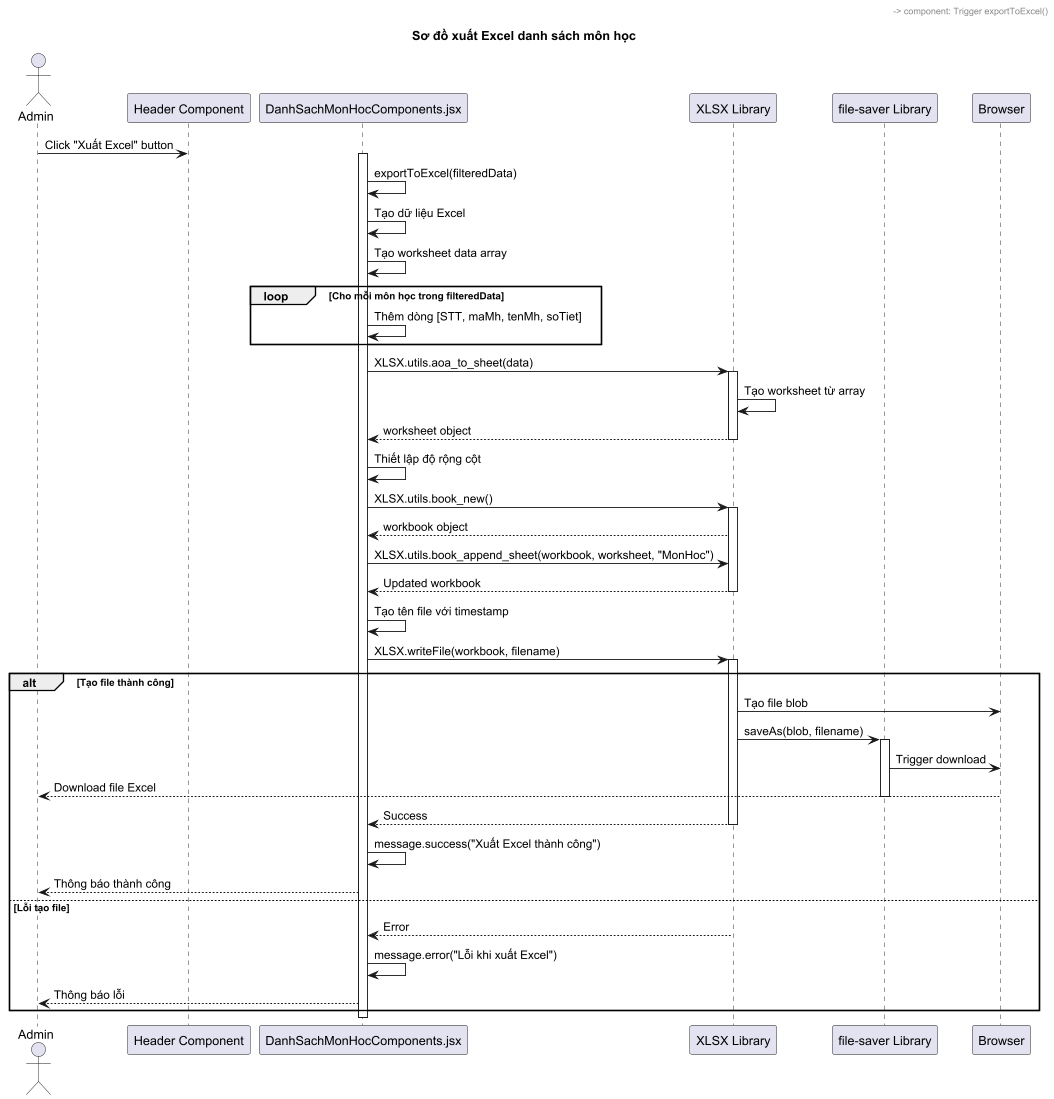 -> component: Trigger exportToExcel()
Sơ đồ xuất Excel danh sách môn học
Admin
Header Component
DanhSachMonHocComponents.jsx
XLSX Library
file-saver Library
Browser
Click "Xuất Excel" button
exportToExcel(filteredData)
Tạo dữ liệu Excel
Tạo worksheet data array
loop
[Cho mỗi môn học trong filteredData]
Thêm dòng [STT, maMh, tenMh, soTiet]
XLSX.utils.aoa_to_sheet(data)
Tạo worksheet từ array
worksheet object
Thiết lập độ rộng cột
XLSX.utils.book_new()
workbook object
XLSX.utils.book_append_sheet(workbook, worksheet, "MonHoc")
Updated workbook
Tạo tên file với timestamp
XLSX.writeFile(workbook, filename)
alt
[Tạo file thành công]
Tạo file blob
saveAs(blob, filename)
Trigger download
Download file Excel
Success
message.success("Xuất Excel thành công")
Thông báo thành công
[Lỗi tạo file]
Error
message.error("Lỗi khi xuất Excel")
Thông báo lỗi
Admin
Header Component
DanhSachMonHocComponents.jsx
XLSX Library
file-saver Library
Browser